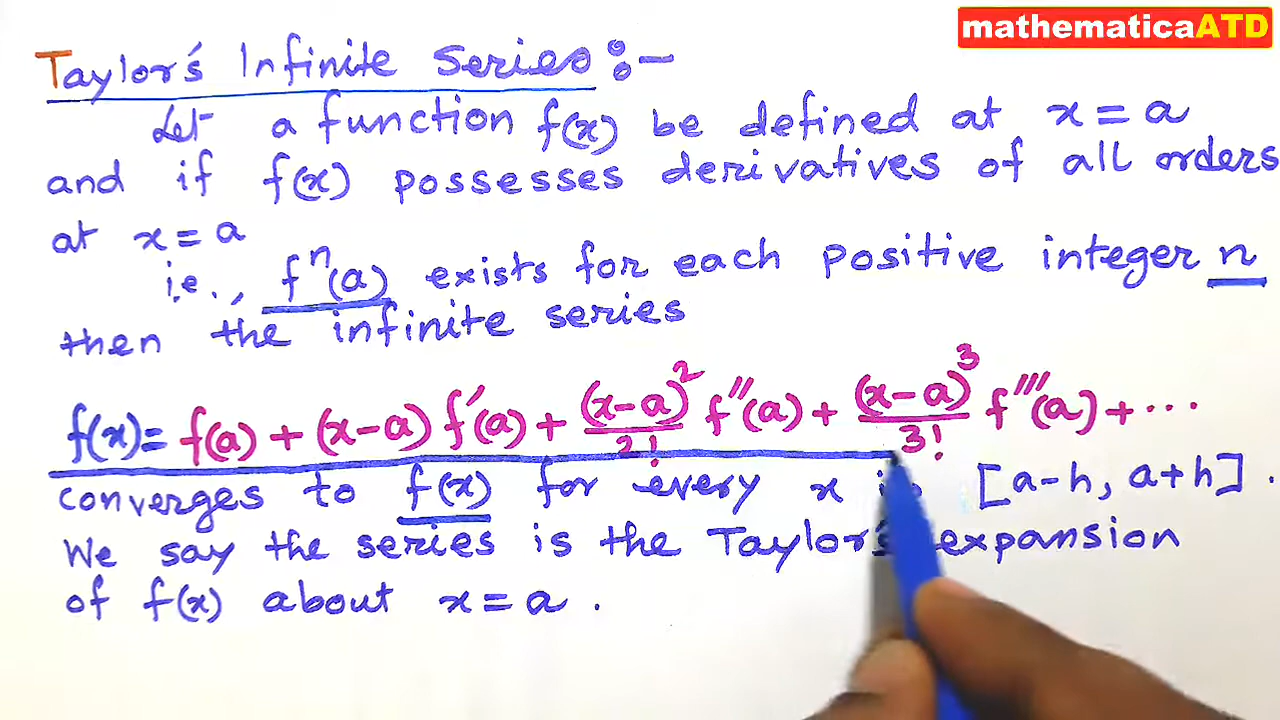 mathematicaATD
Taylor's Infinite Series :-
Let a function f(x) be defined at x = a
and if f(x) possesses derivatives of all orders
at x = a
i.e., fⁿ(a) exists for each positive integer n
then the infinite series
f(x) = f(a) + (x-a) f'(a) + (x-a)²/2! f''(a) + (x-a)³/3! f'''(a) + ...
converges to f(x) for every x [a-h, a+h].
We say the series is the Taylor's expansion
of f(x) about x = a.